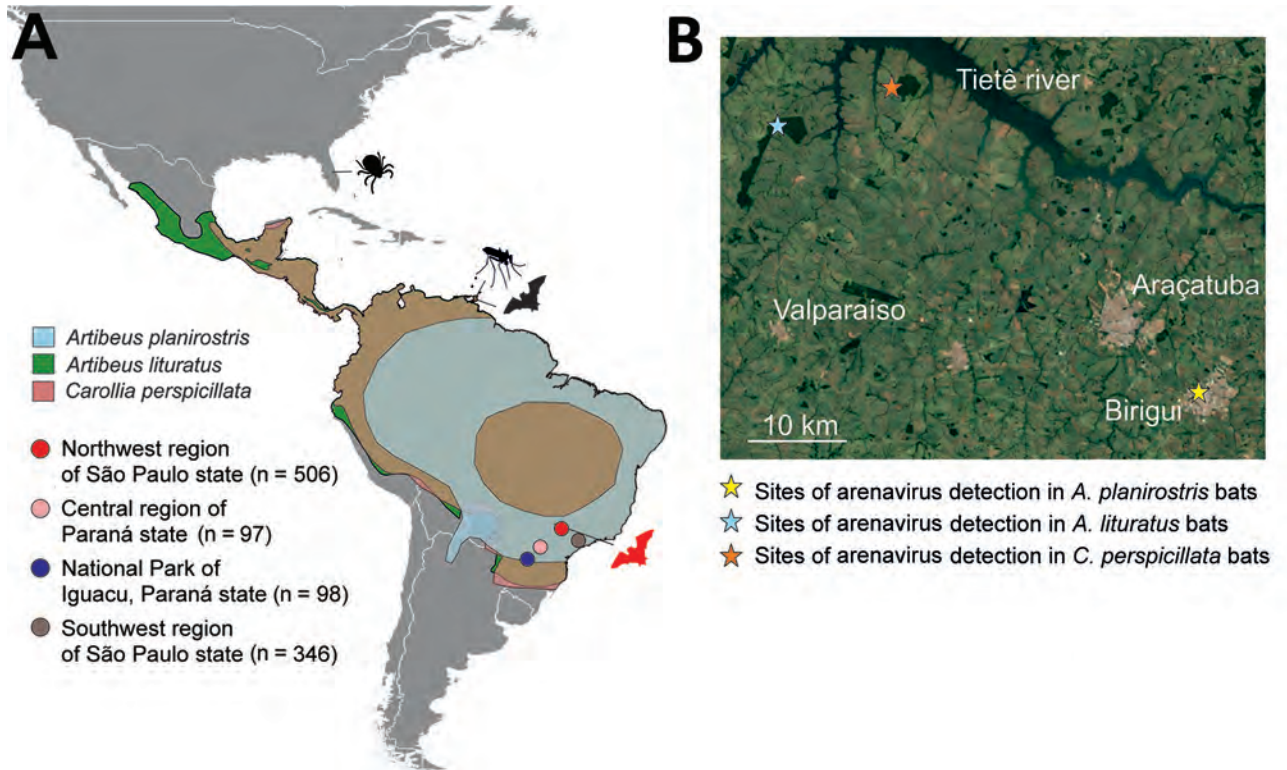 A
Artibeus planirostris
Artibeus lituratus
Carollia perspicillata
Northwest region
of São Paulo state (n = 506)
Central region of
Paraná state (n = 97)
National Park of
Iguacu, Paraná state (n = 98)
Southwest region
of São Paulo state (n = 346)
B
Tietê river
Valparaiso
Araçatuba
Birigui
10 km
Sites of arenavirus detection in A. planirostris bats
Sites of arenavirus detection in A. lituratus bats
Sites of arenavirus detection in C. perspicillata bats